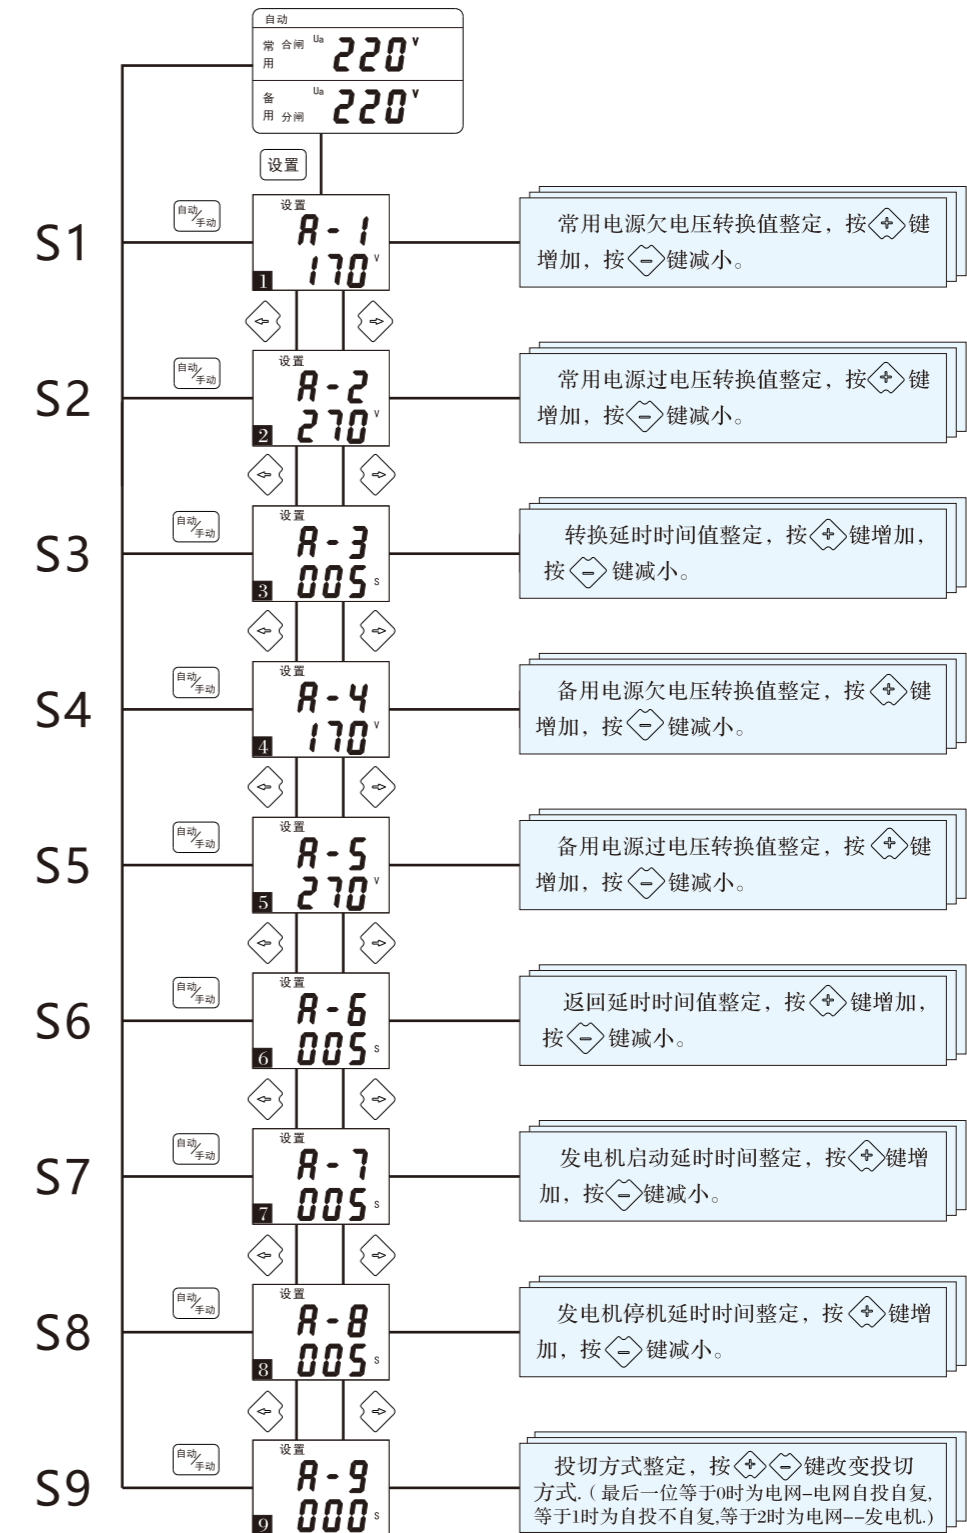 自动
常用 合闸 Ua 220 V
备用 分闸 Ua 220 V
设置
S1
自动/手动
设置
A-1
1 170 V
常用电源欠电压转换值整定，按+键
增加，按-键减小。
⇦ ⇨
S2
自动/手动
设置
A-2
2 270 V
常用电源过电压转换值整定，按+键
增加，按-键减小。
⇦ ⇨
S3
自动/手动
设置
A-3
3 005 S
转换延时时间值整定，按+键增加，
按-键减小。
⇦ ⇨
S4
自动/手动
设置
A-4
4 170 V
备用电源欠电压转换值整定，按+键
增加，按-键减小。
⇦ ⇨
S5
自动/手动
设置
A-5
5 270 V
备用电源过电压转换值整定，按+键
增加，按-键减小。
⇦ ⇨
S6
自动/手动
设置
A-6
6 005 S
返回延时时间值整定，按+键增加，
按-键减小。
⇦ ⇨
S7
自动/手动
设置
A-7
7 005 S
发电机启动延时时间整定，按+键增
加，按-键减小。
⇦ ⇨
S8
自动/手动
设置
A-8
8 005 S
发电机停机延时时间整定，按+键增
加，按-键减小。
⇦ ⇨
S9
自动/手动
设置
A-9
9 000 S
投切方式整定，按+ -键改变投切
方式.（最后一位等于0时为电网-电网自投自复,
等于1时为自投不自复,等于2时为电网--发电机.）